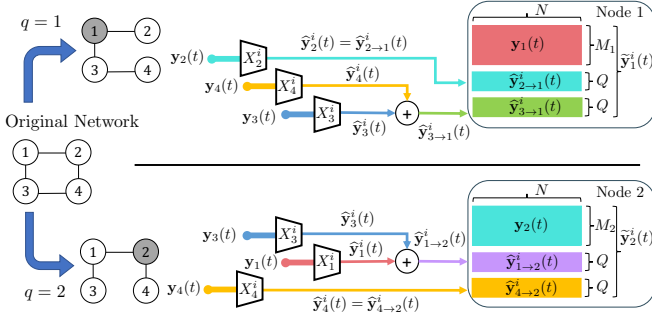 q = 1
1 2
3 4
Original Network
1 2
3 4
1 2
3 4
q = 2
y₂(t) X₂ⁱ ŷ₂ⁱ(t) = ŷ₂→₁ⁱ(t)
y₄(t) X₄ⁱ ŷ₄ⁱ(t)
y₃(t) X₃ⁱ ŷ₃ⁱ(t) + ŷ₃→₁ⁱ(t)
N Node 1
y₁(t) M₁ ỹ₁ⁱ(t)
ŷ₂→₁ⁱ(t) Q
ŷ₃→₁ⁱ(t) Q
y₃(t) X₃ⁱ ŷ₃ⁱ(t)
y₁(t) X₁ⁱ ŷ₁ⁱ(t) + ŷ₁→₂ⁱ(t)
y₄(t) X₄ⁱ ŷ₄ⁱ(t) = ŷ₄→₂ⁱ(t)
N Node 2
y₂(t) M₂ ỹ₂ⁱ(t)
ŷ₁→₂ⁱ(t) Q
ŷ₄→₂ⁱ(t) Q